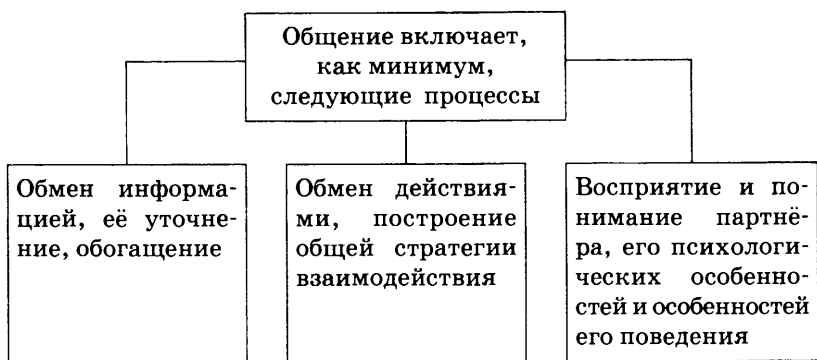 Общение включает,
как минимум,
следующие процессы
Обмен информа-
цией, её уточне-
ние, обогащение
Обмен действия-
ми, построение
общей стратегии
взаимодействия
Восприятие и по-
нимание партнё-
ра, его психологи-
ческих особенно-
стей и особенностей
его поведения